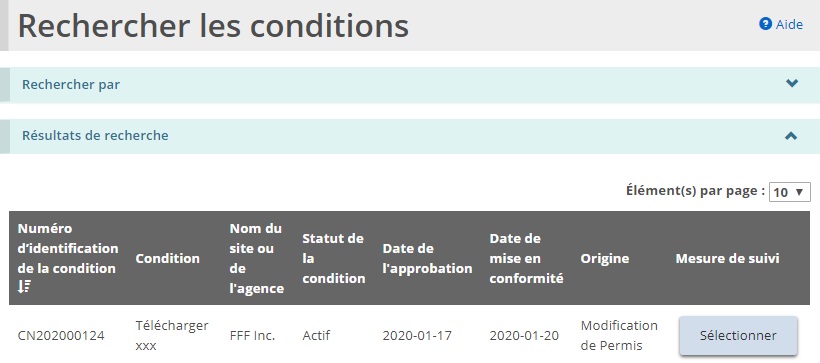 Rechercher les conditions
Aide
Rechercher par
Résultats de recherche
Élément(s) par page : 10
Numéro
d'identification
de la condition
Condition
Nom du
site ou
de
l'agence
Statut de
la
condition
Date de
l'approbation
Date de
mise en
conformité
Origine
Mesure de suivi
CN202000124
Télécharger
xxx
FFF Inc.
Actif
2020-01-17
2020-01-20
Modification
de Permis
Sélectionner